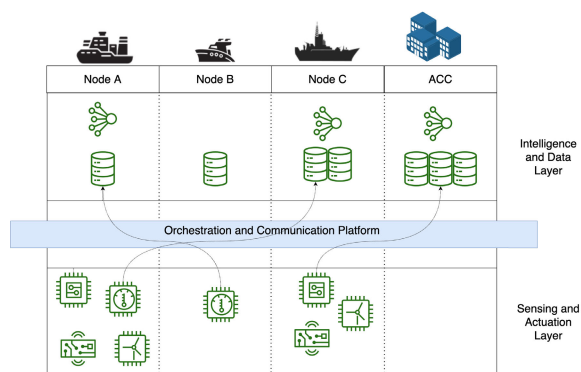 Node A
Node B
Node C
ACC
Intelligence
and Data
Layer
Orchestration and Communication Platform
Sensing and
Actuation
Layer